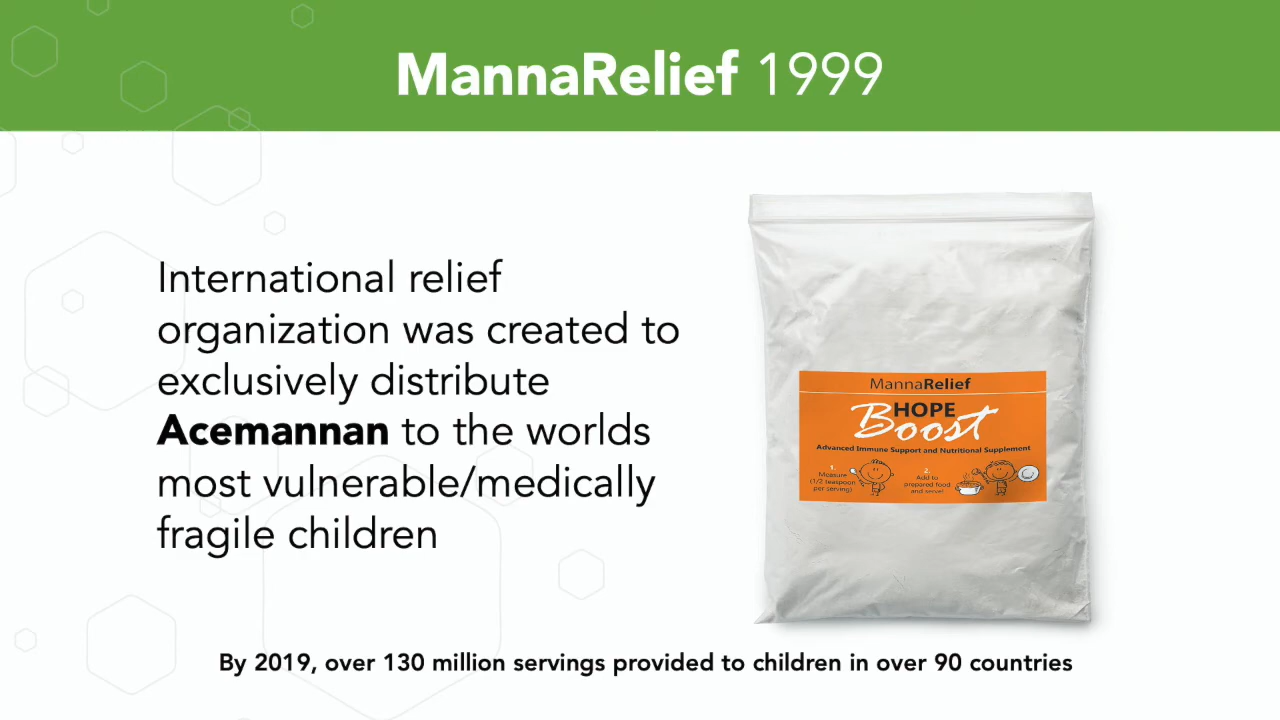 MannaRelief 1999
International relief
organization was created to
exclusively distribute
Acemannan to the worlds
most vulnerable/medically
fragile children
MannaRelief
HOPE
Boost
Advanced Immune Support and Nutritional Supplement
1.
Measure
(1/2 teaspoon
per serving)
2.
Add to
prepared food
and serve!
By 2019, over 130 million servings provided to children in over 90 countries